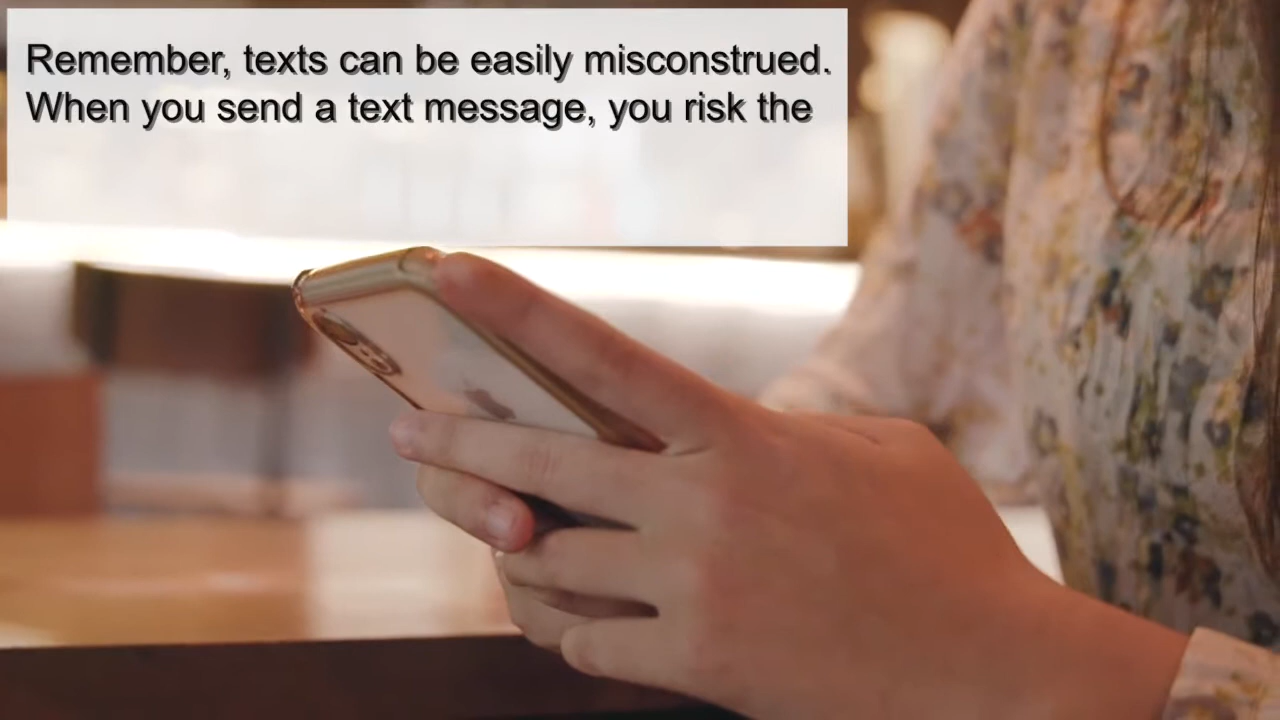 Remember, texts can be easily misconstrued.
When you send a text message, you risk the